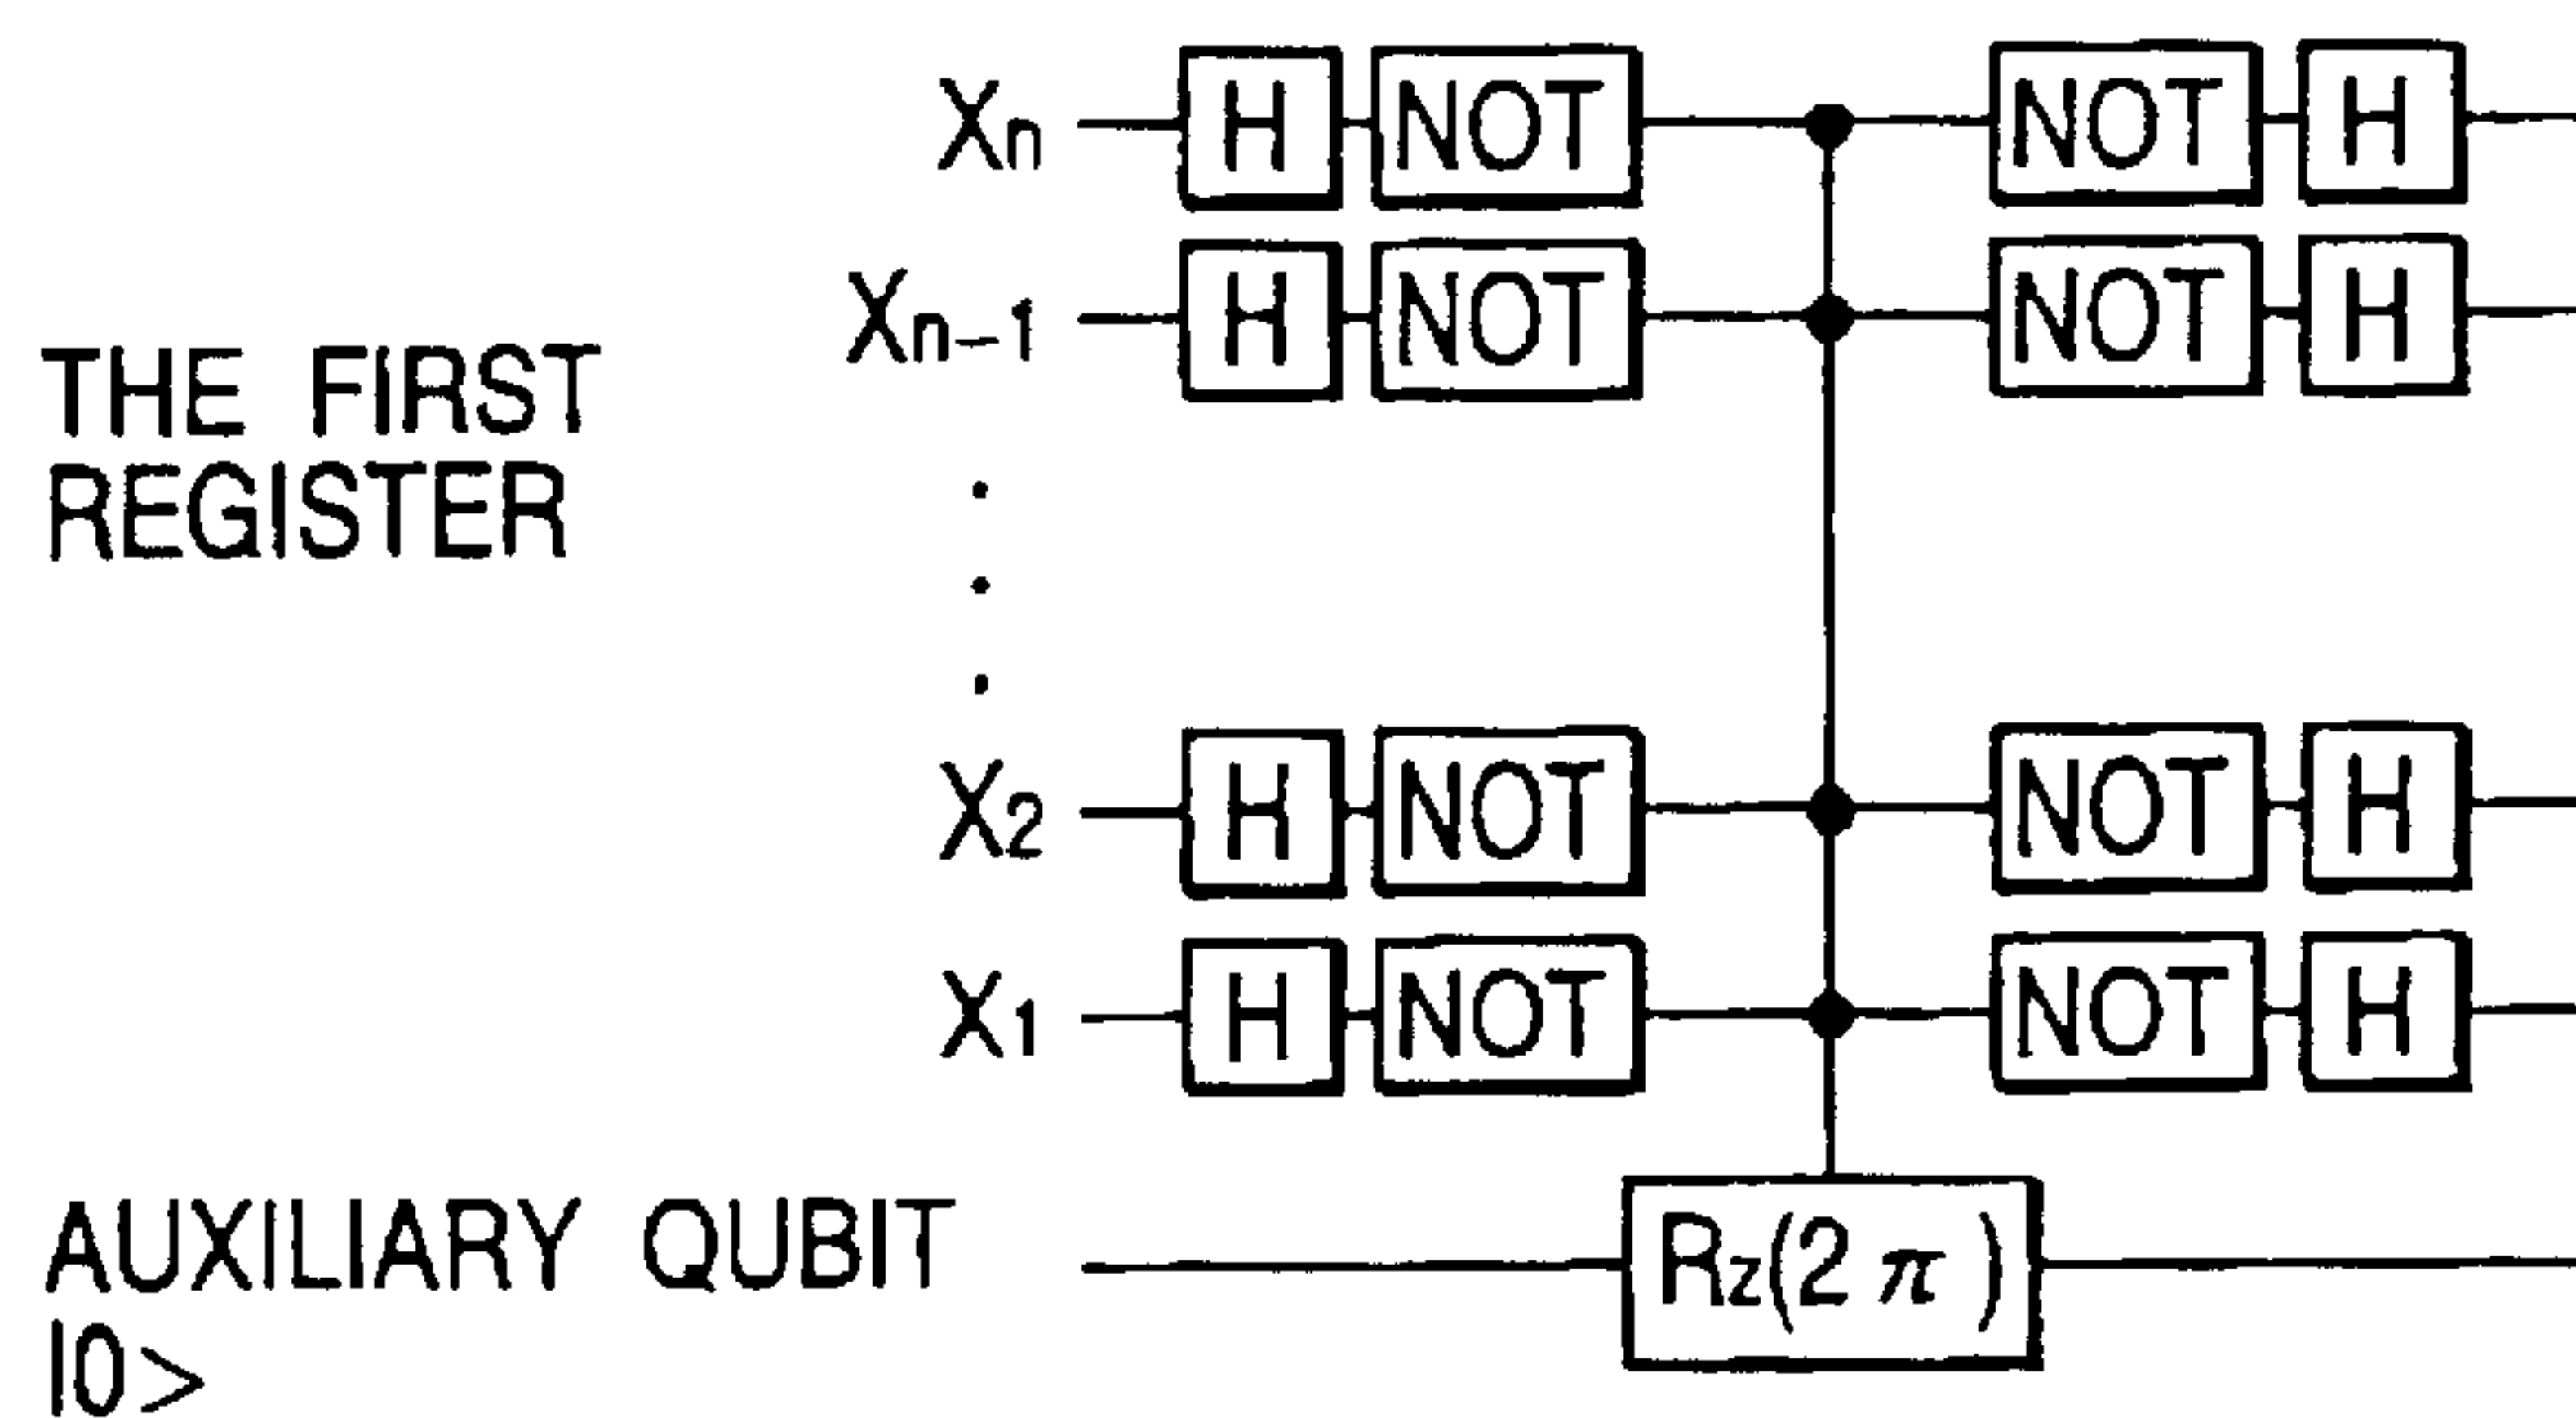 Xn H NOT NOT H
Xn-1 H NOT NOT H
THE FIRST
REGISTER
X2 H NOT NOT H
X1 H NOT NOT H
AUXILIARY QUBIT Rz(2π)
|0>